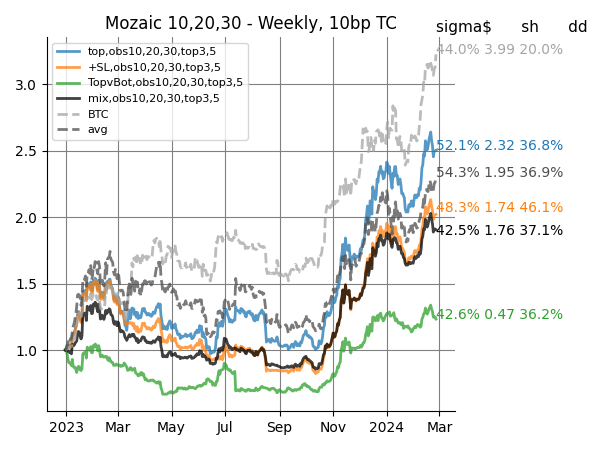 Mozaic 10,20,30 - Weekly, 10bp TC
sigma$ sh dd
44.0% 3.99 20.0%
top,obs10,20,30,top3,5
+SL,obs10,20,30,top3,5
TopvBot,obs10,20,30,top3,5
mix,obs10,20,30,top3,5
BTC
avg
52.1% 2.32 36.8%
54.3% 1.95 36.9%
48.3% 1.74 46.1%
42.5% 1.76 37.1%
42.6% 0.47 36.2%
3.0
2.5
2.0
1.5
1.0
2023 Mar May Jul Sep Nov 2024 Mar